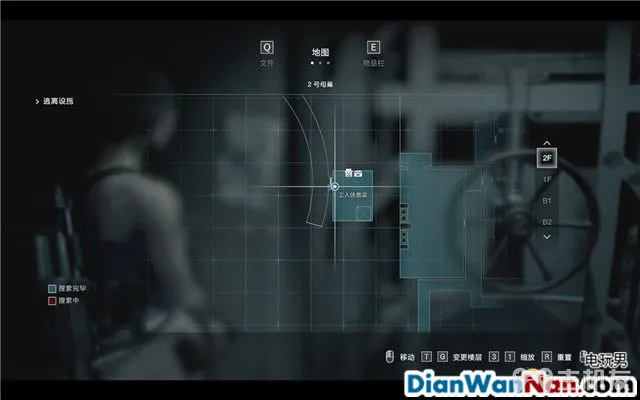 Q 地图 E
文件 物品栏
2 号母巢
逃离设施
2F
1F
B1
B2
工人休息室
搜索完毕
搜索中
移动 T G 变更楼层 3 1 缩放 R 重置
电玩男
DianWanNan.com